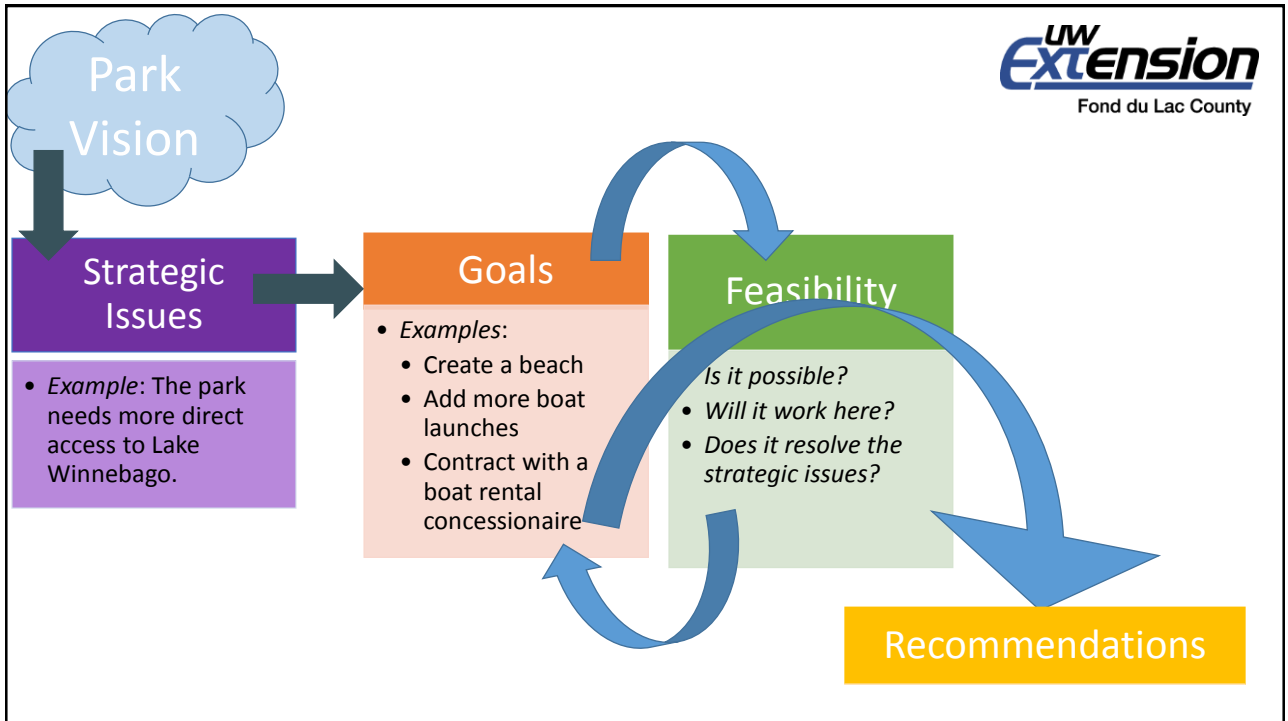 Park
Vision
UW
Extension
Fond du Lac County
Strategic
Issues
• Example: The park
needs more direct
access to Lake
Winnebago.
Goals
• Examples:
• Create a beach
• Add more boat
launches
• Contract with a
boat rental
concessionaire
Feasibility
Is it possible?
• Will it work here?
• Does it resolve the
strategic issues?
Recommendations